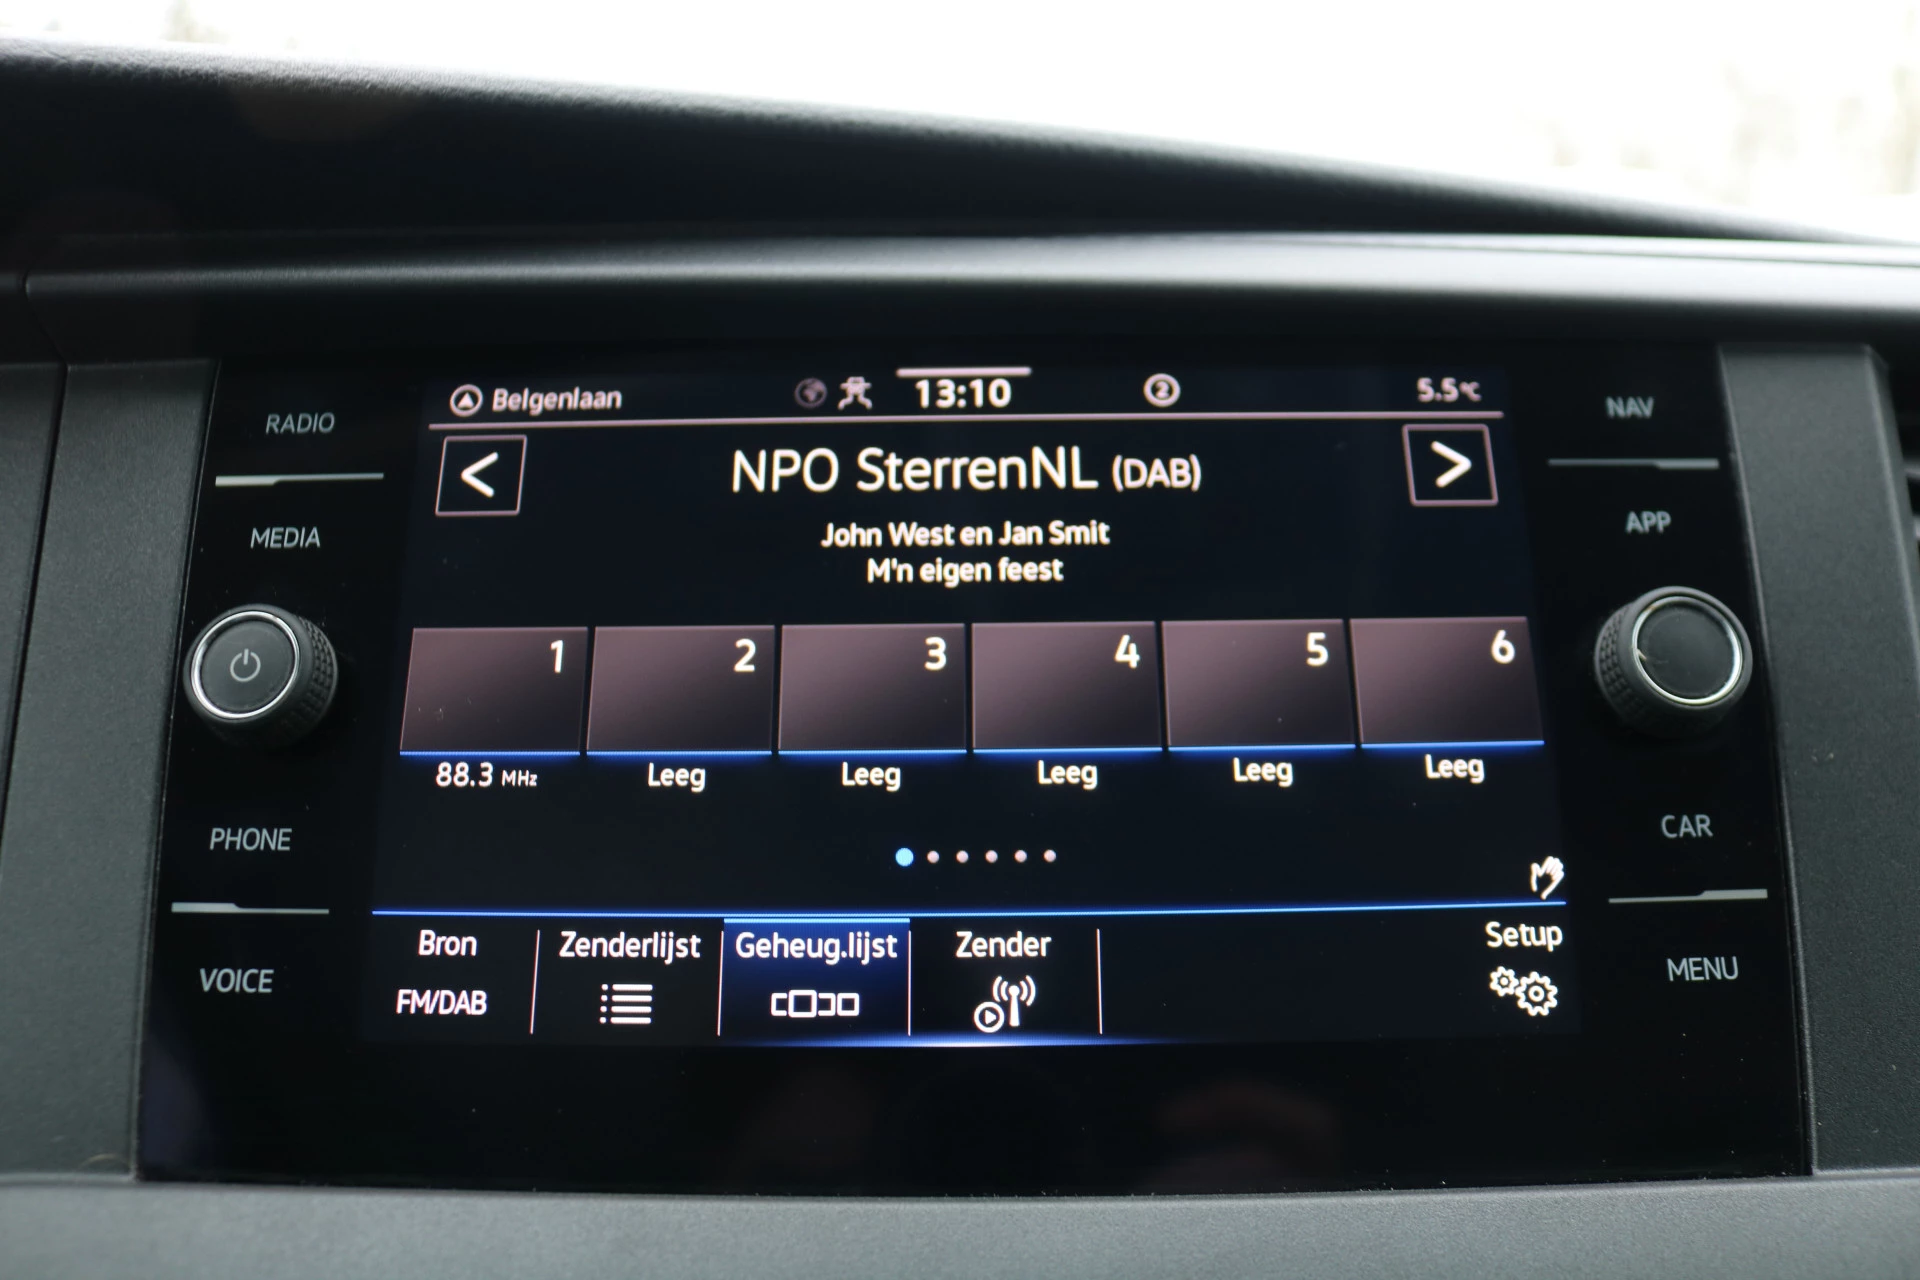 Belgenlaan 13:10 2 5.5°C
RADIO
MEDIA
PHONE
VOICE
NPO SterrenNL (DAB)
John West en Jan Smit
M'n eigen feest
1 2 3 4 5 6
88.3 MHz Leeg Leeg Leeg Leeg Leeg
Bron Zenderlijst Geheug.lijst Zender Setup
FM/DAB
NAV
APP
CAR
MENU